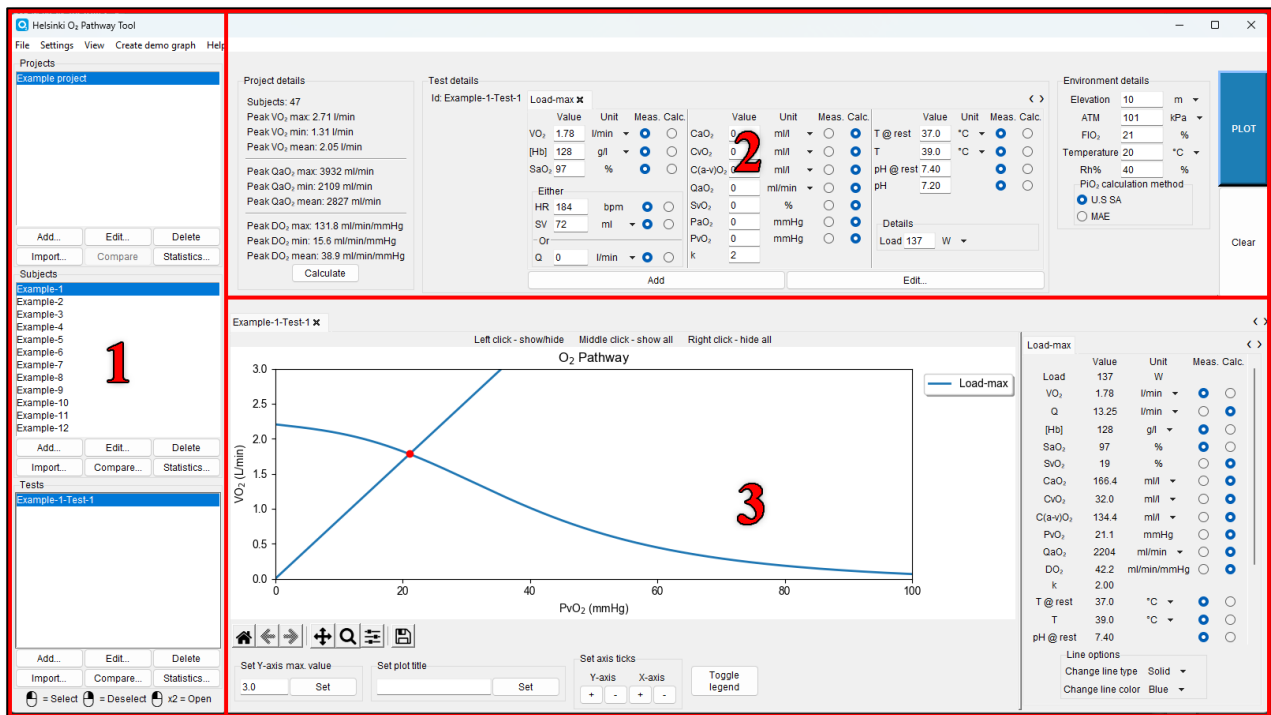 Helsinki O₂ Pathway Tool
File Settings View Create demo graph Help
Projects
Example project
Add... Edit... Delete
Import... Compare Statistics...
Subjects
Example-1
Example-2
Example-3
Example-4
Example-5
Example-6
Example-7
Example-8
Example-9
Example-10
Example-11
Example-12
1
Add... Edit... Delete
Import... Compare... Statistics...
Tests
Example-1-Test-1
Add... Edit... Delete
Import... Compare... Statistics...
= Select = Deselect x2 = Open
Project details
Subjects: 47
Peak VO₂ max: 2.71 l/min
Peak VO₂ min: 1.31 l/min
Peak VO₂ mean: 2.05 l/min
Peak QaO₂ max: 3932 ml/min
Peak QaO₂ min: 2109 ml/min
Peak QaO₂ mean: 2827 ml/min
Peak DO₂ max: 131.8 ml/min/mmHg
Peak DO₂ min: 15.6 ml/min/mmHg
Peak DO₂ mean: 38.9 ml/min/mmHg
Calculate
Test details
Id: Example-1-Test-1
Load-max
Value Unit Meas. Calc.
VO₂ 1.78 l/min
[Hb] 128 g/l
SaO₂ 97 %
Either
HR 184 bpm
SV 72 ml
Or
Q 0 l/min
Value Unit Meas. Calc.
CaO₂ 0 ml/l
CvO₂ 0 ml/l
C(a-v)O₂ 0 ml/l
QaO₂ 0 ml/min
SvO₂ 0 %
PaO₂ 0 mmHg
PvO₂ 0 mmHg
k 2
2
Value Unit Meas. Calc.
T @ rest 37.0 °C
T 39.0 °C
pH @ rest 7.40
pH 7.20
Details
Load 137 W
Add Edit...
Environment details
Elevation 10 m
ATM 101 kPa
FIO₂ 21 %
Temperature 20 °C
Rh% 40 %
PiO₂ calculation method
U.S SA
MAE
PLOT
Clear
Example-1-Test-1
Left click - show/hide Middle click - show all Right click - hide all
O₂ Pathway
Load-max
VO₂ (L/min)
3.0
2.5
2.0
1.5
1.0
0.5
0.0
0 20 40 60 80 100
PvO₂ (mmHg)
3
Set Y-axis max. value
3.0 Set
Set plot title
Set
Set axis ticks
Y-axis X-axis
+ - + -
Toggle
legend
Load-max
Value Unit Meas. Calc.
Load 137 W
VO₂ 1.78 l/min
Q 13.25 l/min
[Hb] 128 g/l
SaO₂ 97 %
SvO₂ 19 %
CaO₂ 166.4 ml/l
CvO₂ 32.0 ml/l
C(a-v)O₂ 134.4 ml/l
PvO₂ 21.1 mmHg
QaO₂ 2204 ml/min
DO₂ 42.2 ml/min/mmHg
k 2.00
T @ rest 37.0 °C
T 39.0 °C
pH @ rest 7.40
Line options
Change line type Solid
Change line color Blue